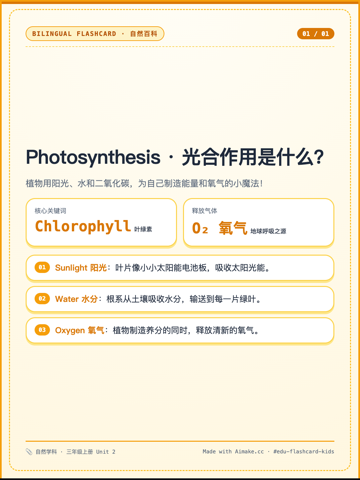 BILINGUAL FLASHCARD · 自然百科
01 / 01
Photosynthesis · 光合作用是什么?
植物用阳光、水和二氧化碳，为自己制造能量和氧气的小魔法！
核心关键词
Chlorophyll 叶绿素
释放气体
O₂ 氧气 地球呼吸之源
01 Sunlight 阳光：叶片像小小太阳能电池板，吸收太阳光能。
02 Water 水分：根系从土壤吸收水分，输送到每一片绿叶。
03 Oxygen 氧气：植物制造养分的同时，释放清新的氧气。
📎 自然学科 · 三年级上册 Unit 2
Made with Aimake.cc · #edu-flashcard-kids